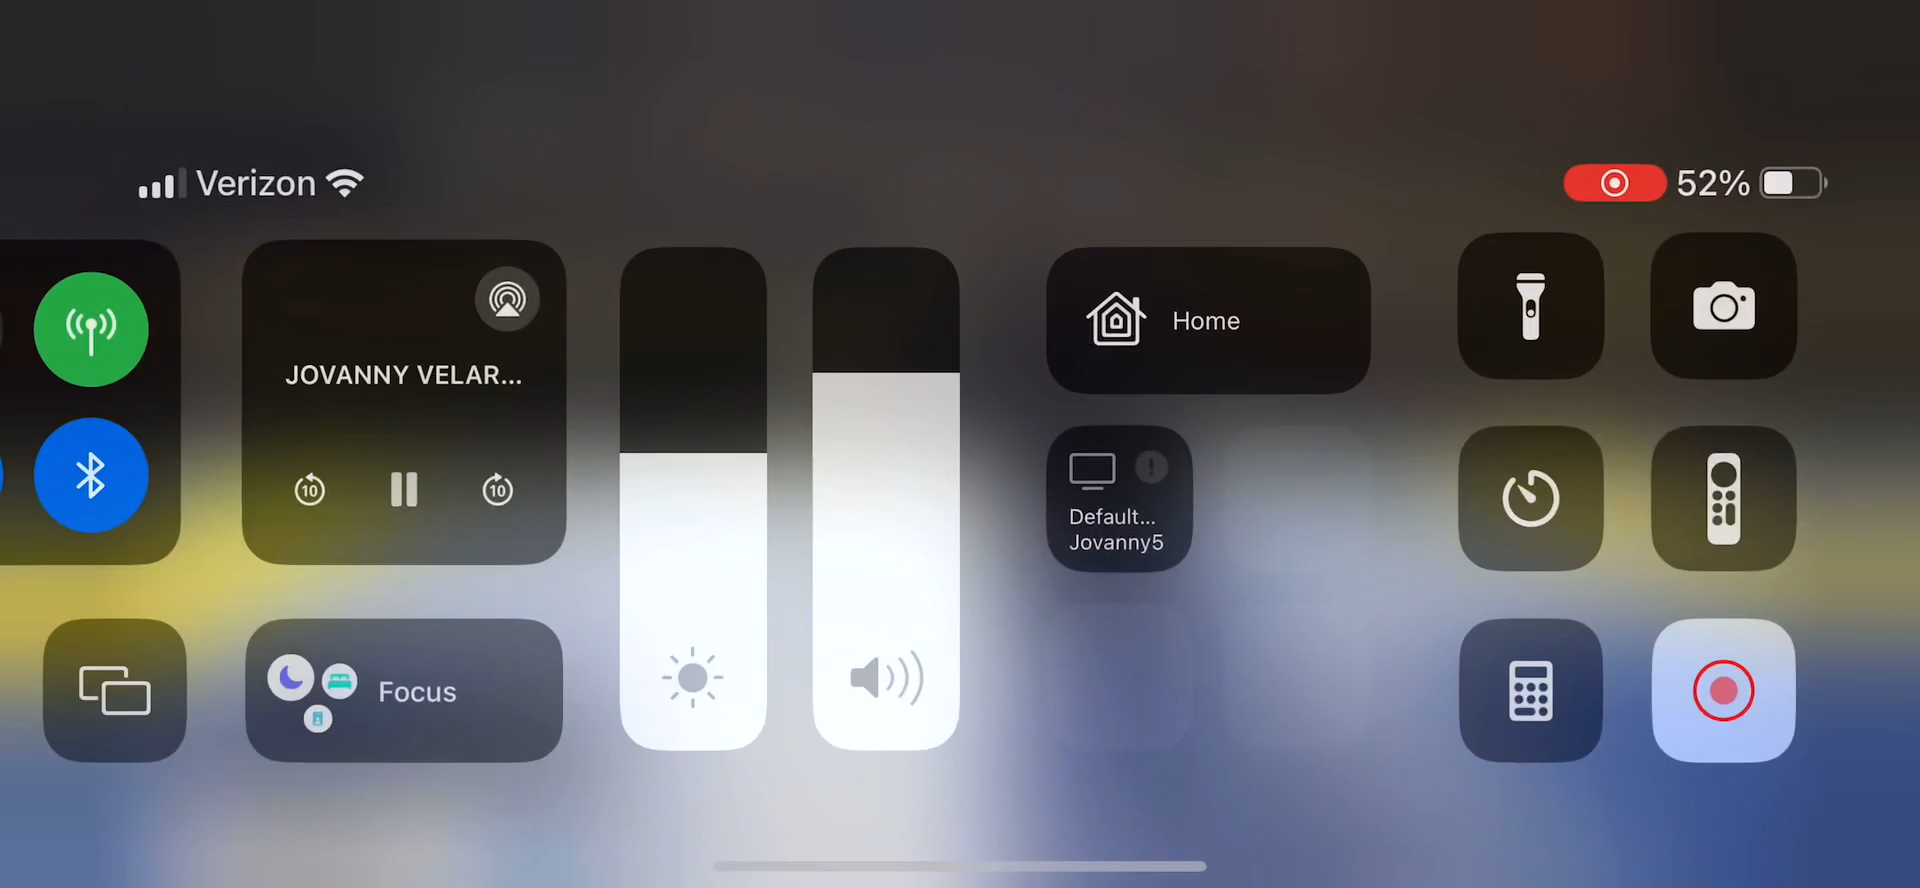 Verizon
52%
JOVANNY VELAR...
10
10
Focus
Home
Default...
Jovanny5